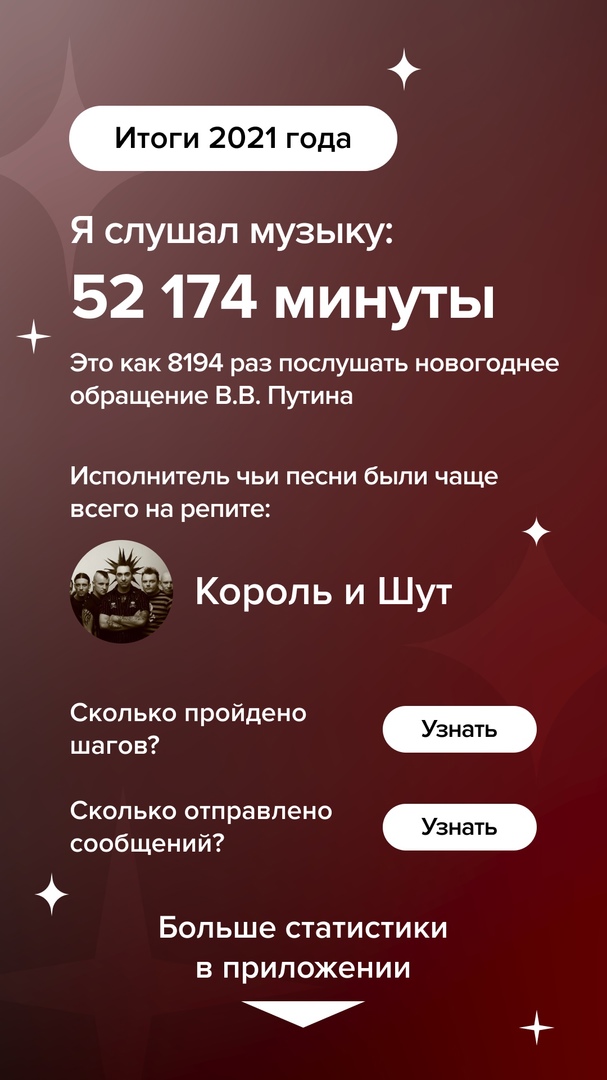 Итоги 2021 года
Я слушал музыку:
52 174 минуты
Это как 8194 раз послушать новогоднее
обращение В.В. Путина
Исполнитель чьи песни были чаще
всего на репите:
Король и Шут
Сколько пройдено
шагов?
Узнать
Сколько отправлено
сообщений?
Узнать
Больше статистики
в приложении